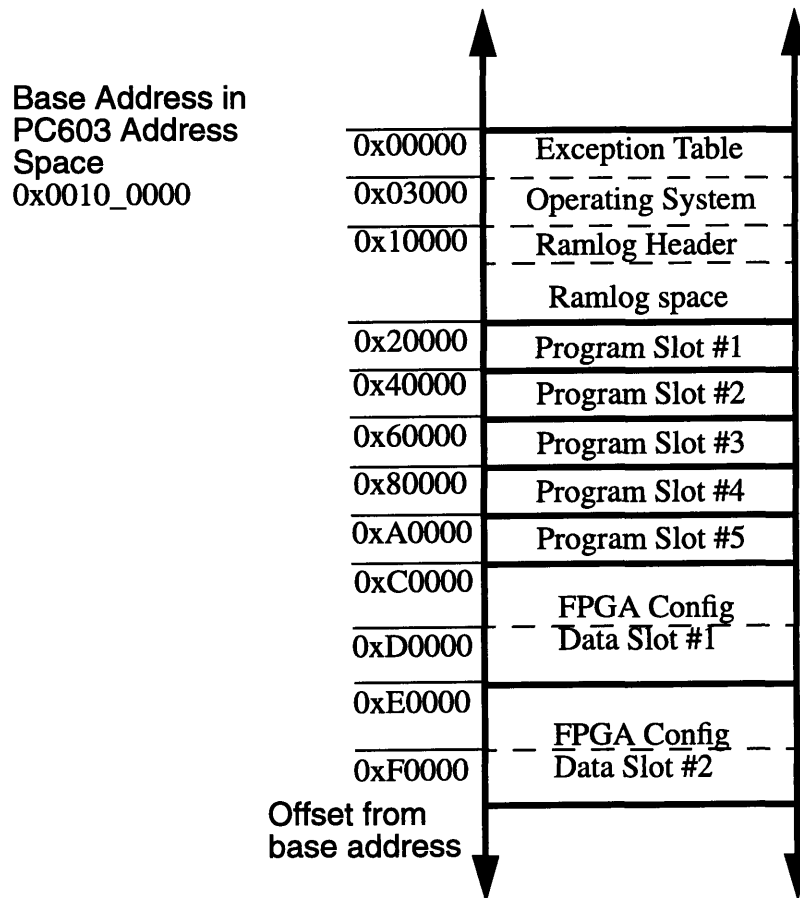 Base Address in
PC603 Address
Space
0x0010_0000
0x00000 Exception Table
0x03000 Operating System
0x10000 Ramlog Header
Ramlog space
0x20000 Program Slot #1
0x40000 Program Slot #2
0x60000 Program Slot #3
0x80000 Program Slot #4
0xA0000 Program Slot #5
0xC0000
FPGA Config
0xD0000 Data Slot #1
0xE0000
FPGA Config
0xF0000 Data Slot #2
Offset from
base address